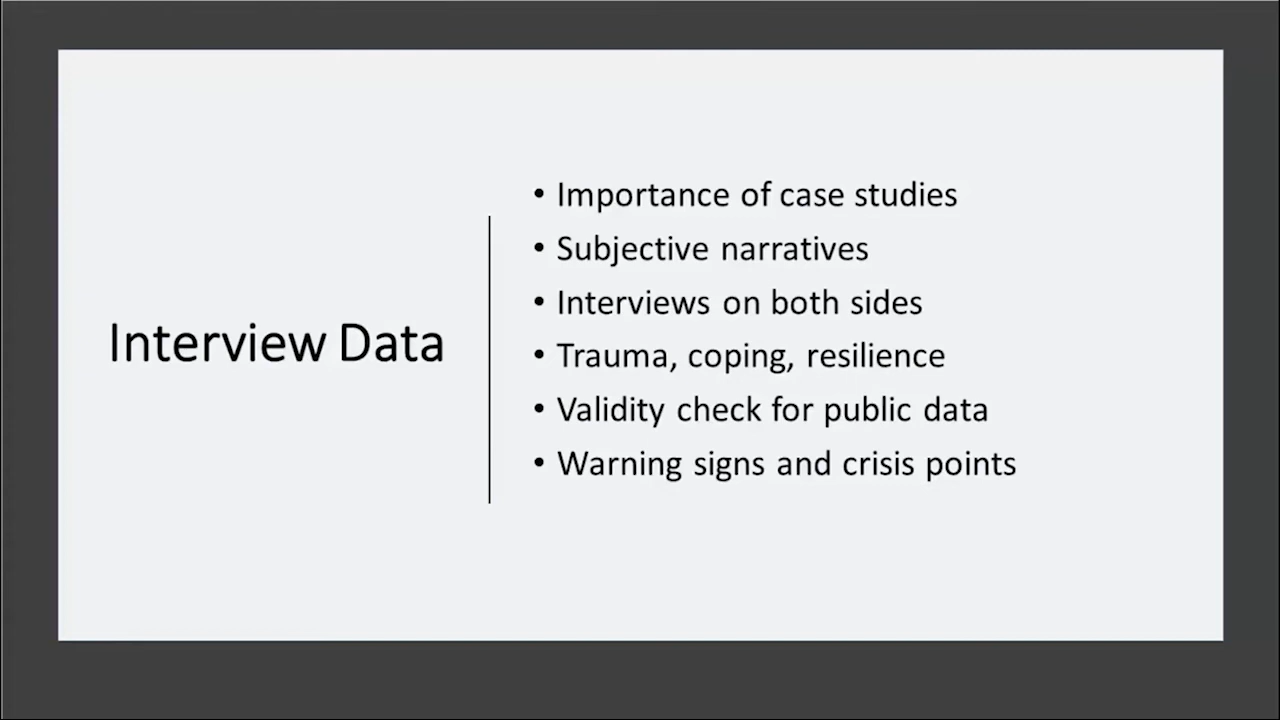 Interview Data
• Importance of case studies
• Subjective narratives
• Interviews on both sides
• Trauma, coping, resilience
• Validity check for public data
• Warning signs and crisis points